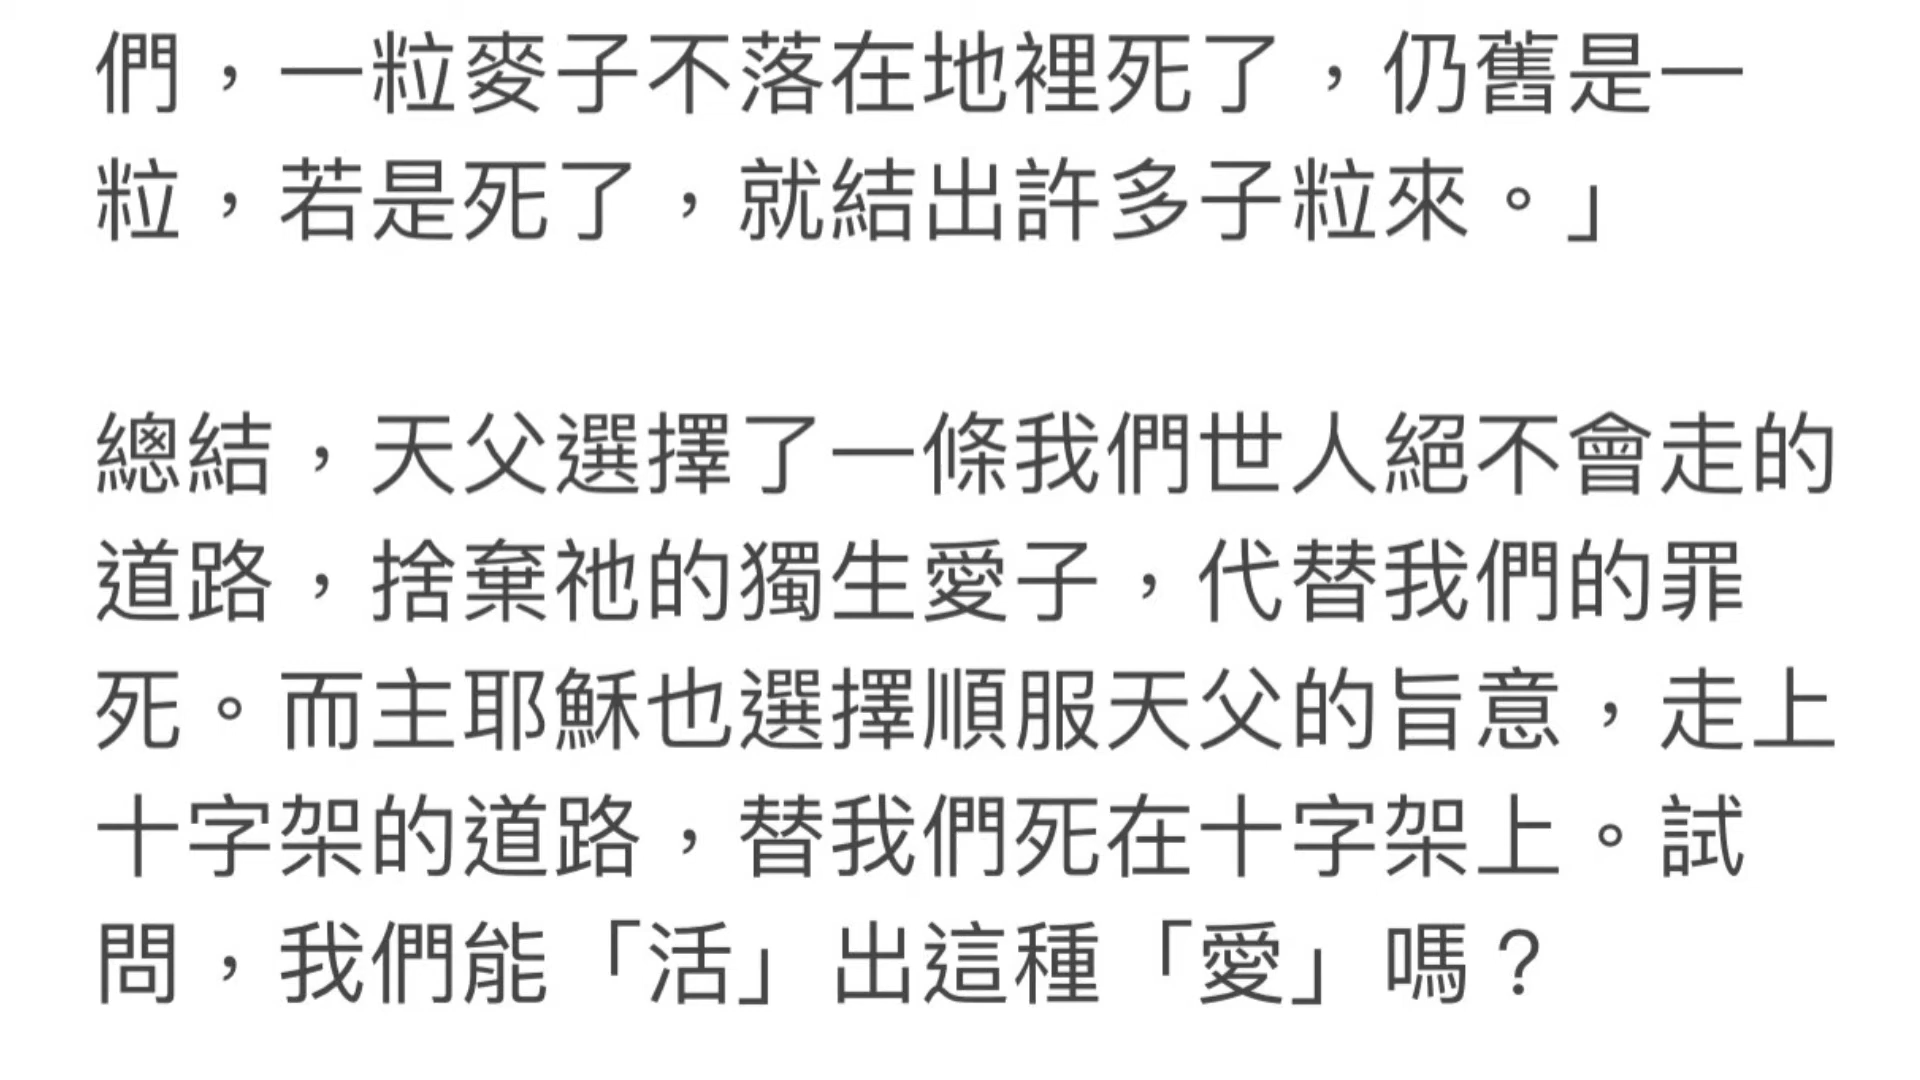 們，一粒麥子不落在地裡死了，仍舊是一
粒，若是死了，就結出許多子粒來。」
總結，天父選擇了一條我們世人絕不會走的
道路，捨棄祂的獨生愛子，代替我們的罪
死。而主耶穌也選擇順服天父的旨意，走上
十字架的道路，替我們死在十字架上。試
問，我們能「活」出這種「愛」嗎？